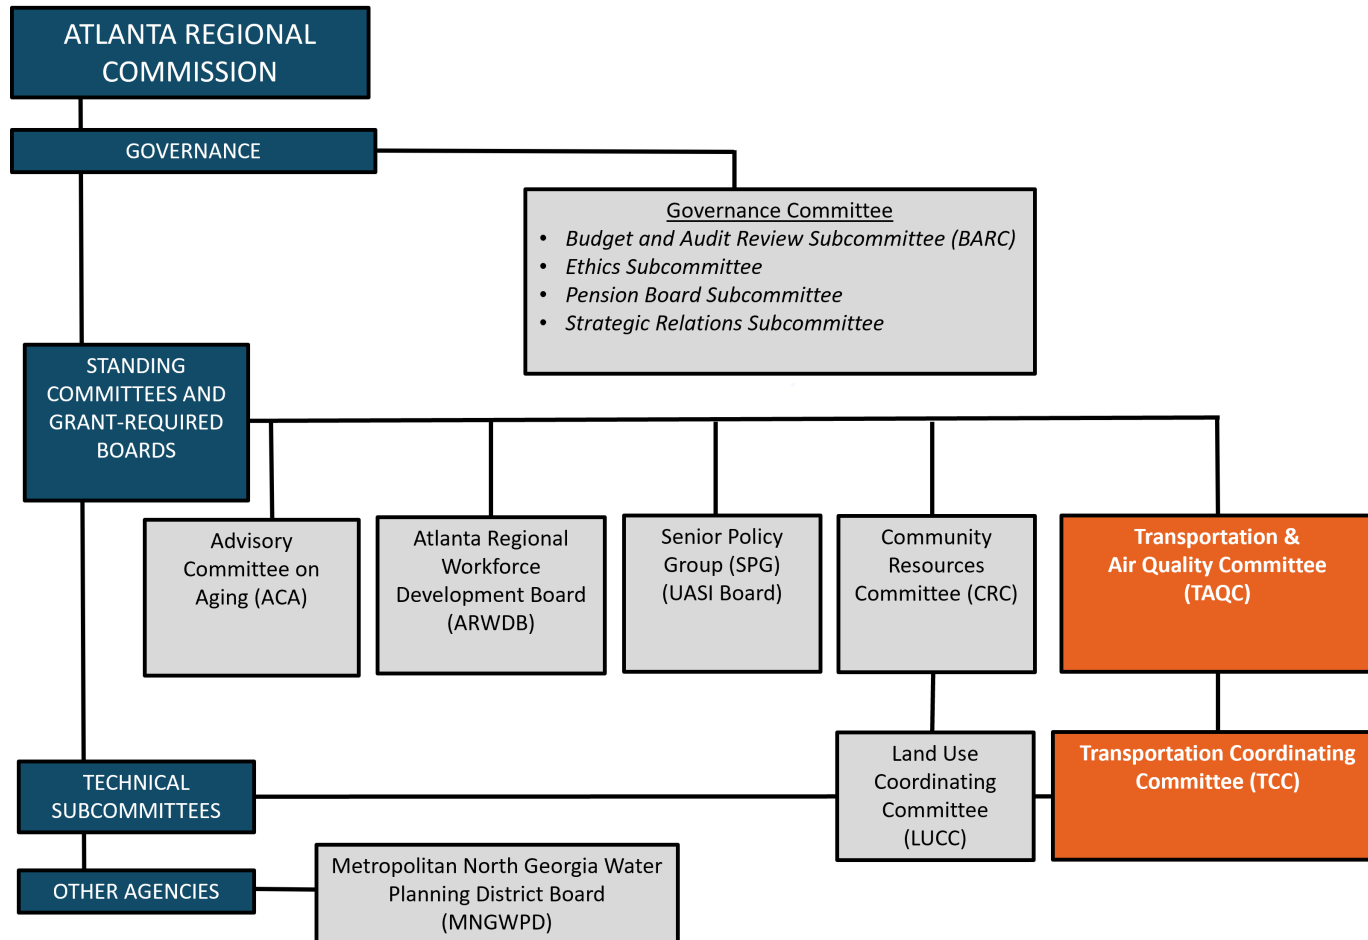 ATLANTA REGIONAL
COMMISSION
GOVERNANCE
Governance Committee
• Budget and Audit Review Subcommittee (BARC)
• Ethics Subcommittee
• Pension Board Subcommittee
• Strategic Relations Subcommittee
STANDING
COMMITTEES AND
GRANT-REQUIRED
BOARDS
Advisory
Committee on
Aging (ACA)
Atlanta Regional
Workforce
Development Board
(ARWDB)
Senior Policy
Group (SPG)
(UASI Board)
Community
Resources
Committee (CRC)
Transportation &
Air Quality Committee
(TAQC)
TECHNICAL
SUBCOMMITTEES
Land Use
Coordinating
Committee
(LUCC)
Transportation Coordinating
Committee (TCC)
OTHER AGENCIES
Metropolitan North Georgia Water
Planning District Board
(MNGWPD)